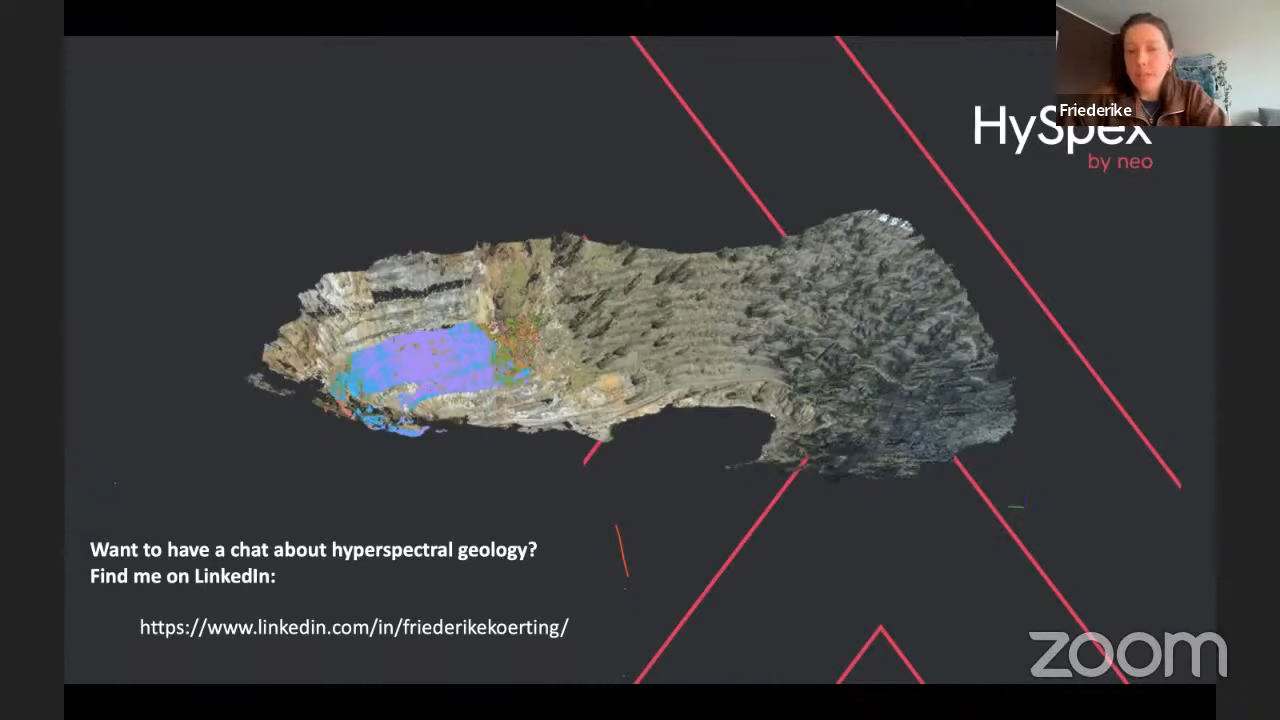 Friederike
HySpex
by neo
Want to have a chat about hyperspectral geology?
Find me on LinkedIn:
https://www.linkedin.com/in/friederikekoerting/
zoom